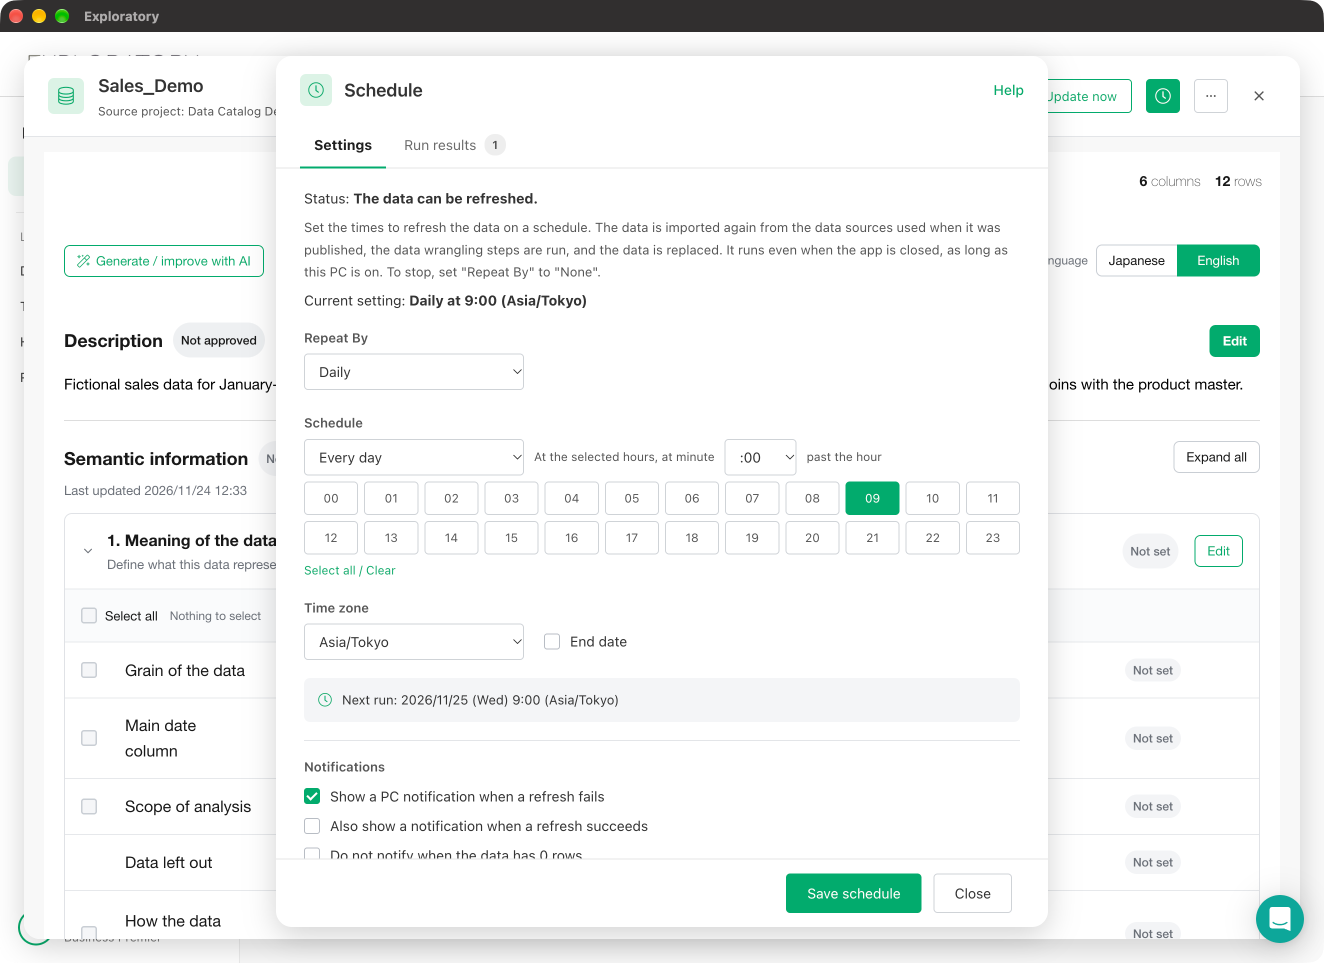 Exploratory
Sales_Demo
Source project: Data Catalog
Schedule
Help
Update now
Settings
Run results 1
6 columns 12 rows
Status: The data can be refreshed.
Set the times to refresh the data on a schedule. The data is imported again from the data sources used when it was
published, the data wrangling steps are run, and the data is replaced. It runs even when the app is closed, as long as
this PC is on. To stop, set "Repeat By" to "None".
Current setting: Daily at 9:00 (Asia/Tokyo)
Generate / improve with AI
Japanese
English
Description
Not approved
Edit
Fictional sales data for January-
with the product master.
Repeat By
Daily
Schedule
Every day
At the selected hours, at minute
:00
past the hour
00 01 02 03 04 05 06 07 08 09 10 11
12 13 14 15 16 17 18 19 20 21 22 23
Select all / Clear
Semantic information
Expand all
Last updated 2026/11/24 12:33
1. Meaning of the data
Define what this data
Not set
Edit
Select all
Nothing to select
Time zone
Asia/Tokyo
End date
Next run: 2026/11/25 (Wed) 9:00 (Asia/Tokyo)
Grain of the data
Not set
Main date
column
Not set
Scope of analysis
Not set
Data left out
Not set
How the data
Not set
Notifications
Show a PC notification when a refresh fails
Also show a notification when a refresh succeeds
Do not notify when the data has 0 rows
Save schedule
Close